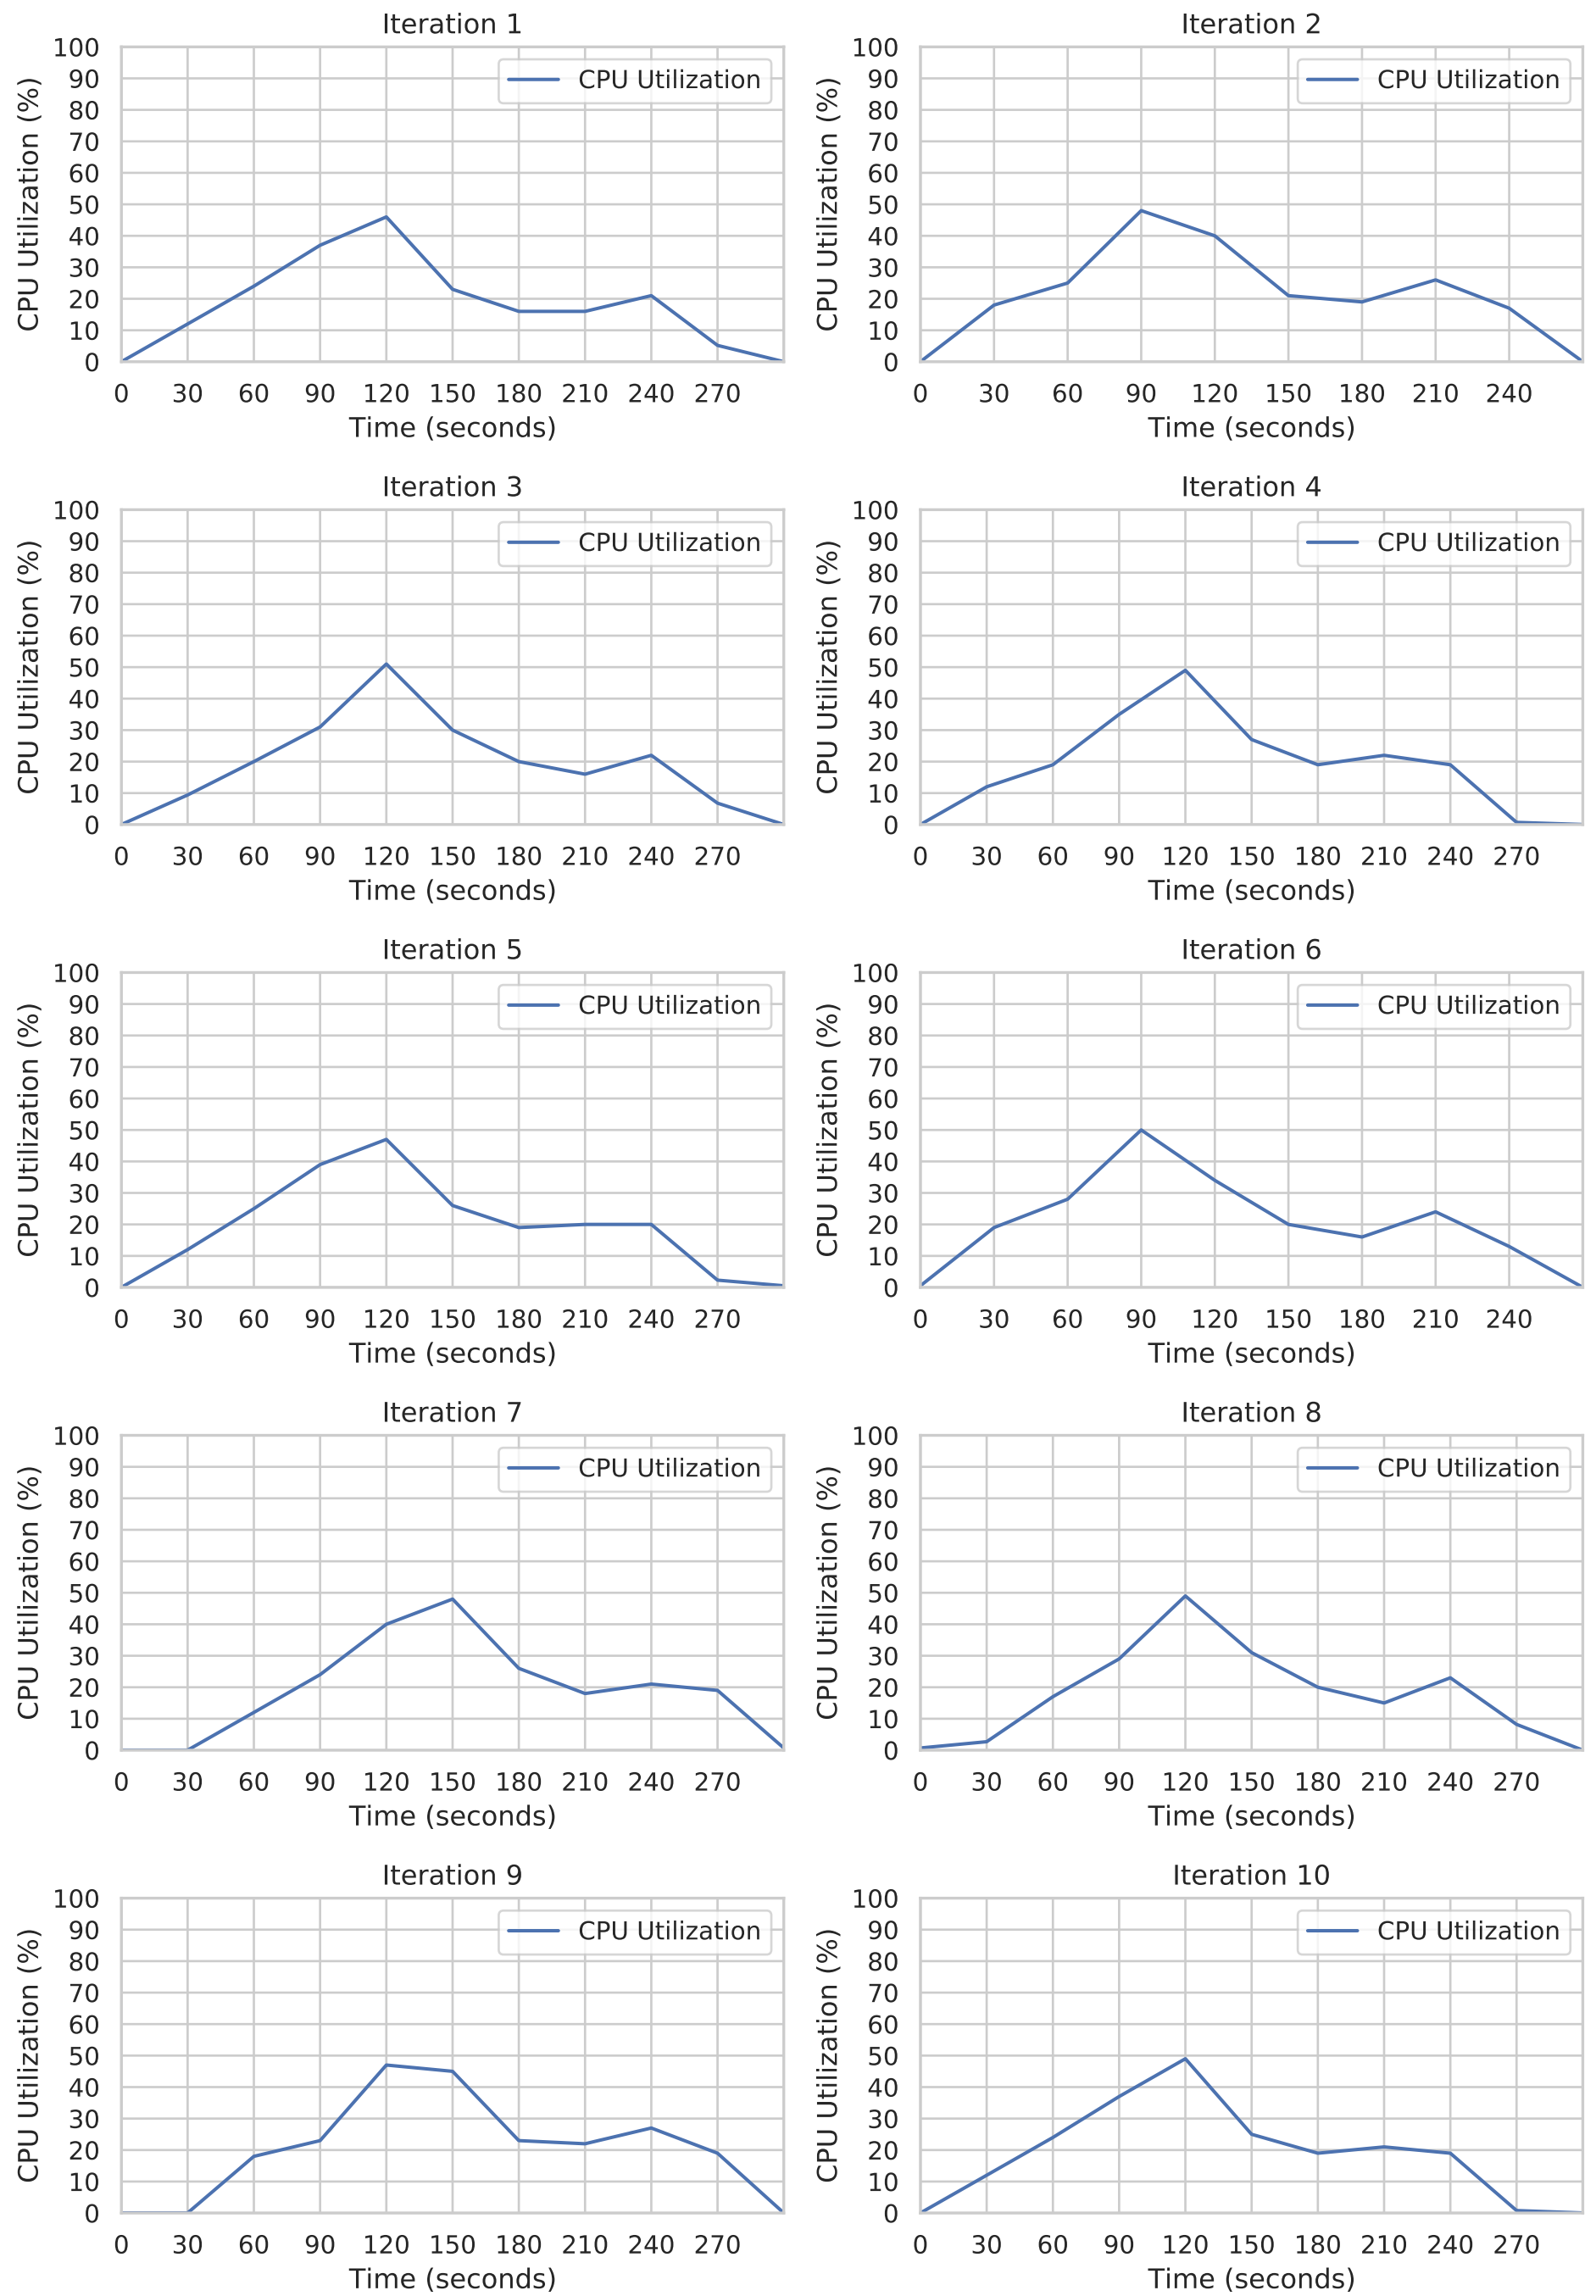 Iteration 1
CPU Utilization (%)
100
90
80
70
60
50
40
30
20
10
0
CPU Utilization
0 30 60 90 120 150 180 210 240 270
Time (seconds)
Iteration 2
CPU Utilization (%)
100
90
80
70
60
50
40
30
20
10
0
CPU Utilization
0 30 60 90 120 150 180 210 240
Time (seconds)
Iteration 3
CPU Utilization (%)
100
90
80
70
60
50
40
30
20
10
0
CPU Utilization
0 30 60 90 120 150 180 210 240 270
Time (seconds)
Iteration 4
CPU Utilization (%)
100
90
80
70
60
50
40
30
20
10
0
CPU Utilization
0 30 60 90 120 150 180 210 240 270
Time (seconds)
Iteration 5
CPU Utilization (%)
100
90
80
70
60
50
40
30
20
10
0
CPU Utilization
0 30 60 90 120 150 180 210 240 270
Time (seconds)
Iteration 6
CPU Utilization (%)
100
90
80
70
60
50
40
30
20
10
0
CPU Utilization
0 30 60 90 120 150 180 210 240
Time (seconds)
Iteration 7
CPU Utilization (%)
100
90
80
70
60
50
40
30
20
10
0
CPU Utilization
0 30 60 90 120 150 180 210 240 270
Time (seconds)
Iteration 8
CPU Utilization (%)
100
90
80
70
60
50
40
30
20
10
0
CPU Utilization
0 30 60 90 120 150 180 210 240 270
Time (seconds)
Iteration 9
CPU Utilization (%)
100
90
80
70
60
50
40
30
20
10
0
CPU Utilization
0 30 60 90 120 150 180 210 240 270
Time (seconds)
Iteration 10
CPU Utilization (%)
100
90
80
70
60
50
40
30
20
10
0
CPU Utilization
0 30 60 90 120 150 180 210 240 270
Time (seconds)